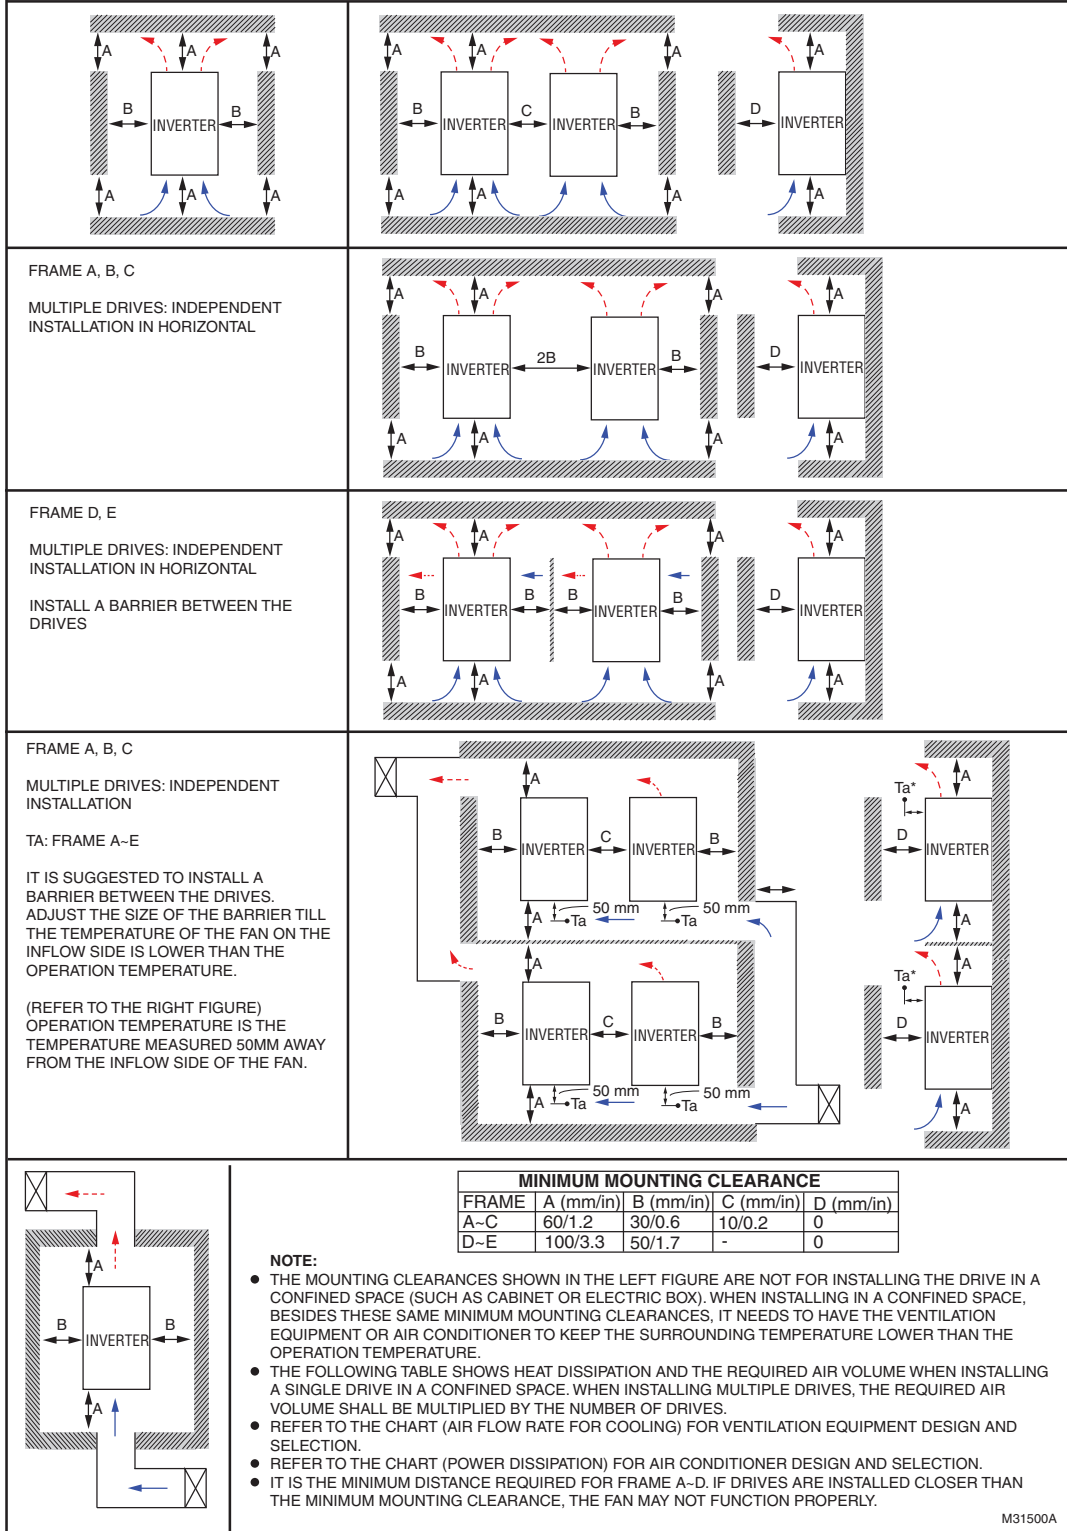 A A A
B B
INVERTER
A A A
A A A
B C B
INVERTER INVERTER
A A A
A
D
INVERTER
A
FRAME A, B, C
MULTIPLE DRIVES: INDEPENDENT
INSTALLATION IN HORIZONTAL
A A A
B 2B B
INVERTER INVERTER
A A A
A
D
INVERTER
A
FRAME D, E
MULTIPLE DRIVES: INDEPENDENT
INSTALLATION IN HORIZONTAL
INSTALL A BARRIER BETWEEN THE
DRIVES
A A A
B B B B
INVERTER INVERTER
A A A
A
D
INVERTER
A
FRAME A, B, C
MULTIPLE DRIVES: INDEPENDENT
INSTALLATION
TA: FRAME A~E
IT IS SUGGESTED TO INSTALL A
BARRIER BETWEEN THE DRIVES.
ADJUST THE SIZE OF THE BARRIER TILL
THE TEMPERATURE OF THE FAN ON THE
INFLOW SIDE IS LOWER THAN THE
OPERATION TEMPERATURE.
(REFER TO THE RIGHT FIGURE)
OPERATION TEMPERATURE IS THE
TEMPERATURE MEASURED 50MM AWAY
FROM THE INFLOW SIDE OF THE FAN.
A
B C B
INVERTER INVERTER
50 mm 50 mm
A Ta Ta
A
B C B
INVERTER INVERTER
50 mm 50 mm
A Ta Ta
A
Ta*
D
INVERTER
A
A
Ta*
D
INVERTER
A
A
B B
INVERTER
A
MINIMUM MOUNTING CLEARANCE
FRAME A (mm/in) B (mm/in) C (mm/in) D (mm/in)
A~C 60/1.2 30/0.6 10/0.2 0
D~E 100/3.3 50/1.7 - 0
NOTE:
● THE MOUNTING CLEARANCES SHOWN IN THE LEFT FIGURE ARE NOT FOR INSTALLING THE DRIVE IN A
CONFINED SPACE (SUCH AS CABINET OR ELECTRIC BOX). WHEN INSTALLING IN A CONFINED SPACE,
BESIDES THESE SAME MINIMUM MOUNTING CLEARANCES, IT NEEDS TO HAVE THE VENTILATION
EQUIPMENT OR AIR CONDITIONER TO KEEP THE SURROUNDING TEMPERATURE LOWER THAN THE
OPERATION TEMPERATURE.
● THE FOLLOWING TABLE SHOWS HEAT DISSIPATION AND THE REQUIRED AIR VOLUME WHEN INSTALLING
A SINGLE DRIVE IN A CONFINED SPACE. WHEN INSTALLING MULTIPLE DRIVES, THE REQUIRED AIR
VOLUME SHALL BE MULTIPLIED BY THE NUMBER OF DRIVES.
● REFER TO THE CHART (AIR FLOW RATE FOR COOLING) FOR VENTILATION EQUIPMENT DESIGN AND
SELECTION.
● REFER TO THE CHART (POWER DISSIPATION) FOR AIR CONDITIONER DESIGN AND SELECTION.
● IT IS THE MINIMUM DISTANCE REQUIRED FOR FRAME A~D. IF DRIVES ARE INSTALLED CLOSER THAN
THE MINIMUM MOUNTING CLEARANCE, THE FAN MAY NOT FUNCTION PROPERLY.
M31500A